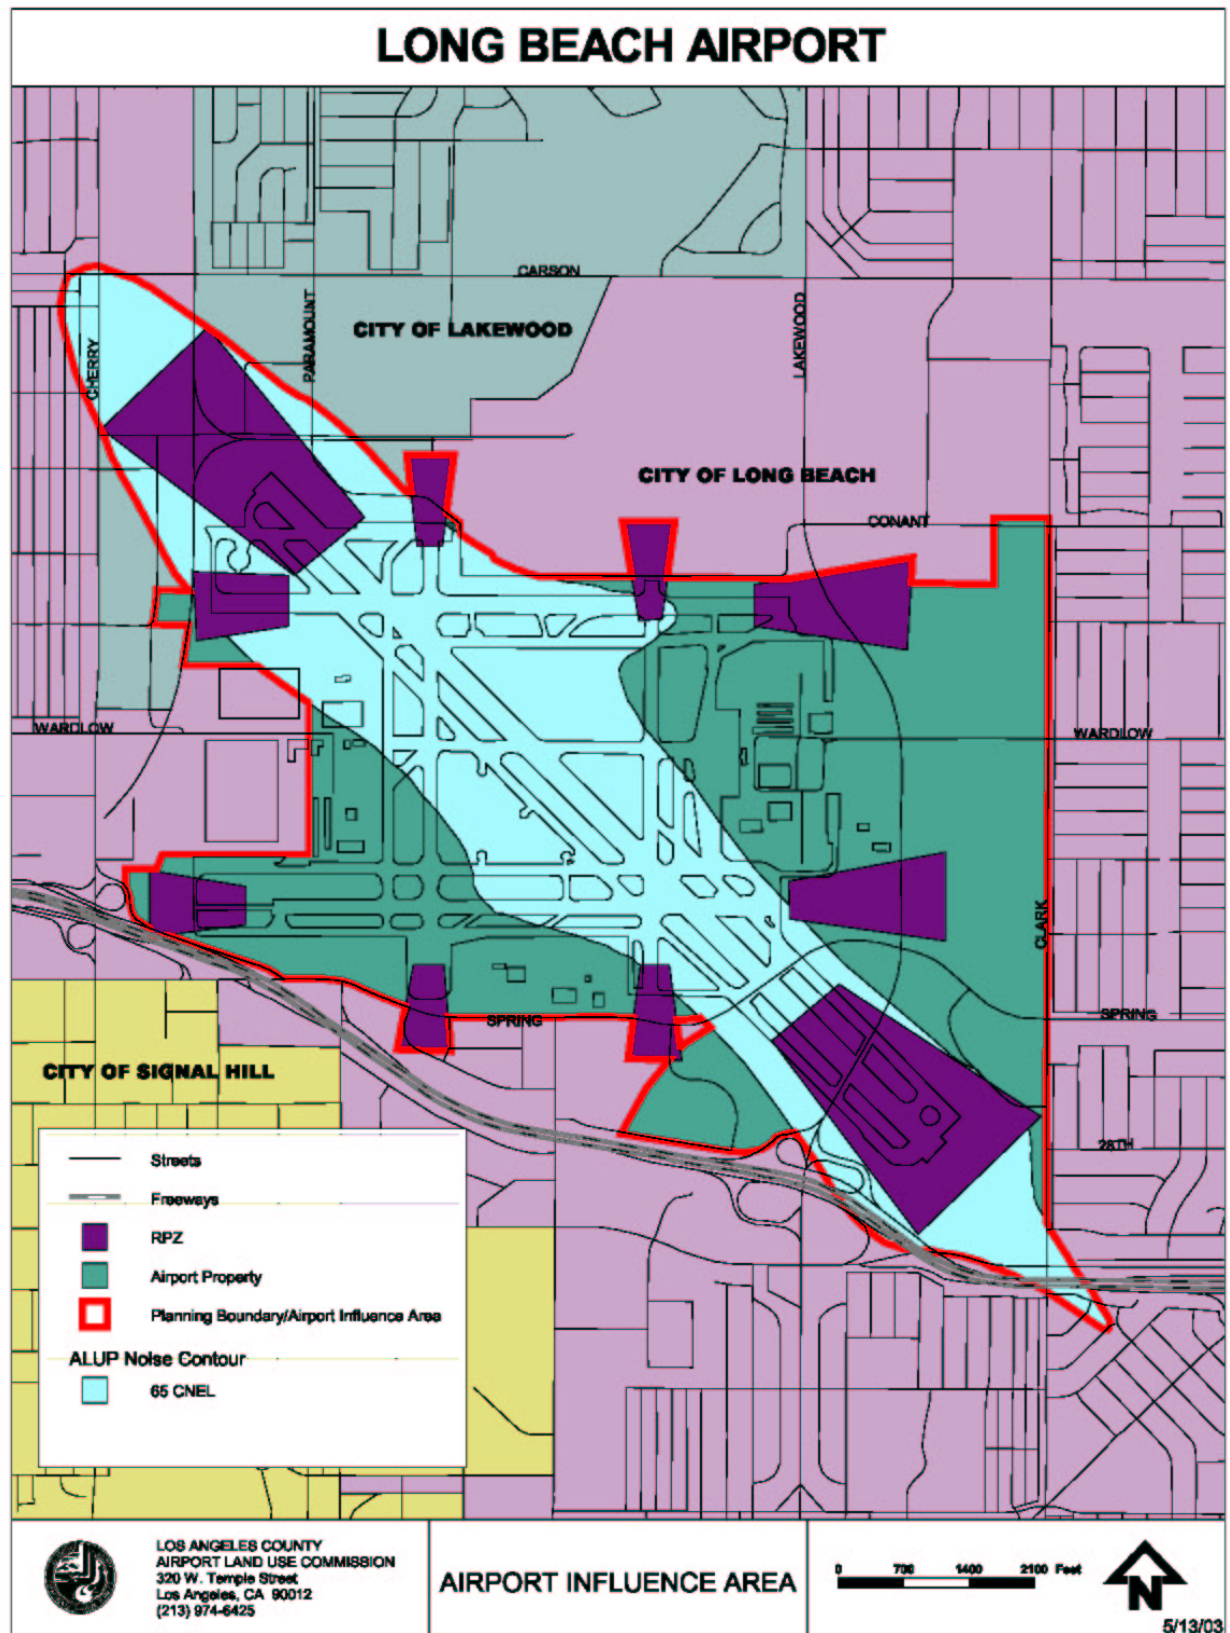 LONG BEACH AIRPORT
CARSON
PARAMOUNT
CITY OF LAKEWOOD
LAKEWOOD
CHERRY
CITY OF LONG BEACH
CONANT
WARDLOW
WARDLOW
CLARK
SPRING
SPRING
CITY OF SIGNAL HILL
28TH
Streets
Freeways
RPZ
Airport Property
Planning Boundary/Airport Influence Area
ALUP Noise Contour
65 CNEL
LOS ANGELES COUNTY
AIRPORT LAND USE COMMISSION
320 W. Temple Street
Los Angeles, CA 90012
(213) 974-6425
AIRPORT INFLUENCE AREA
0 700 1400 2100 Feet
N
5/13/03